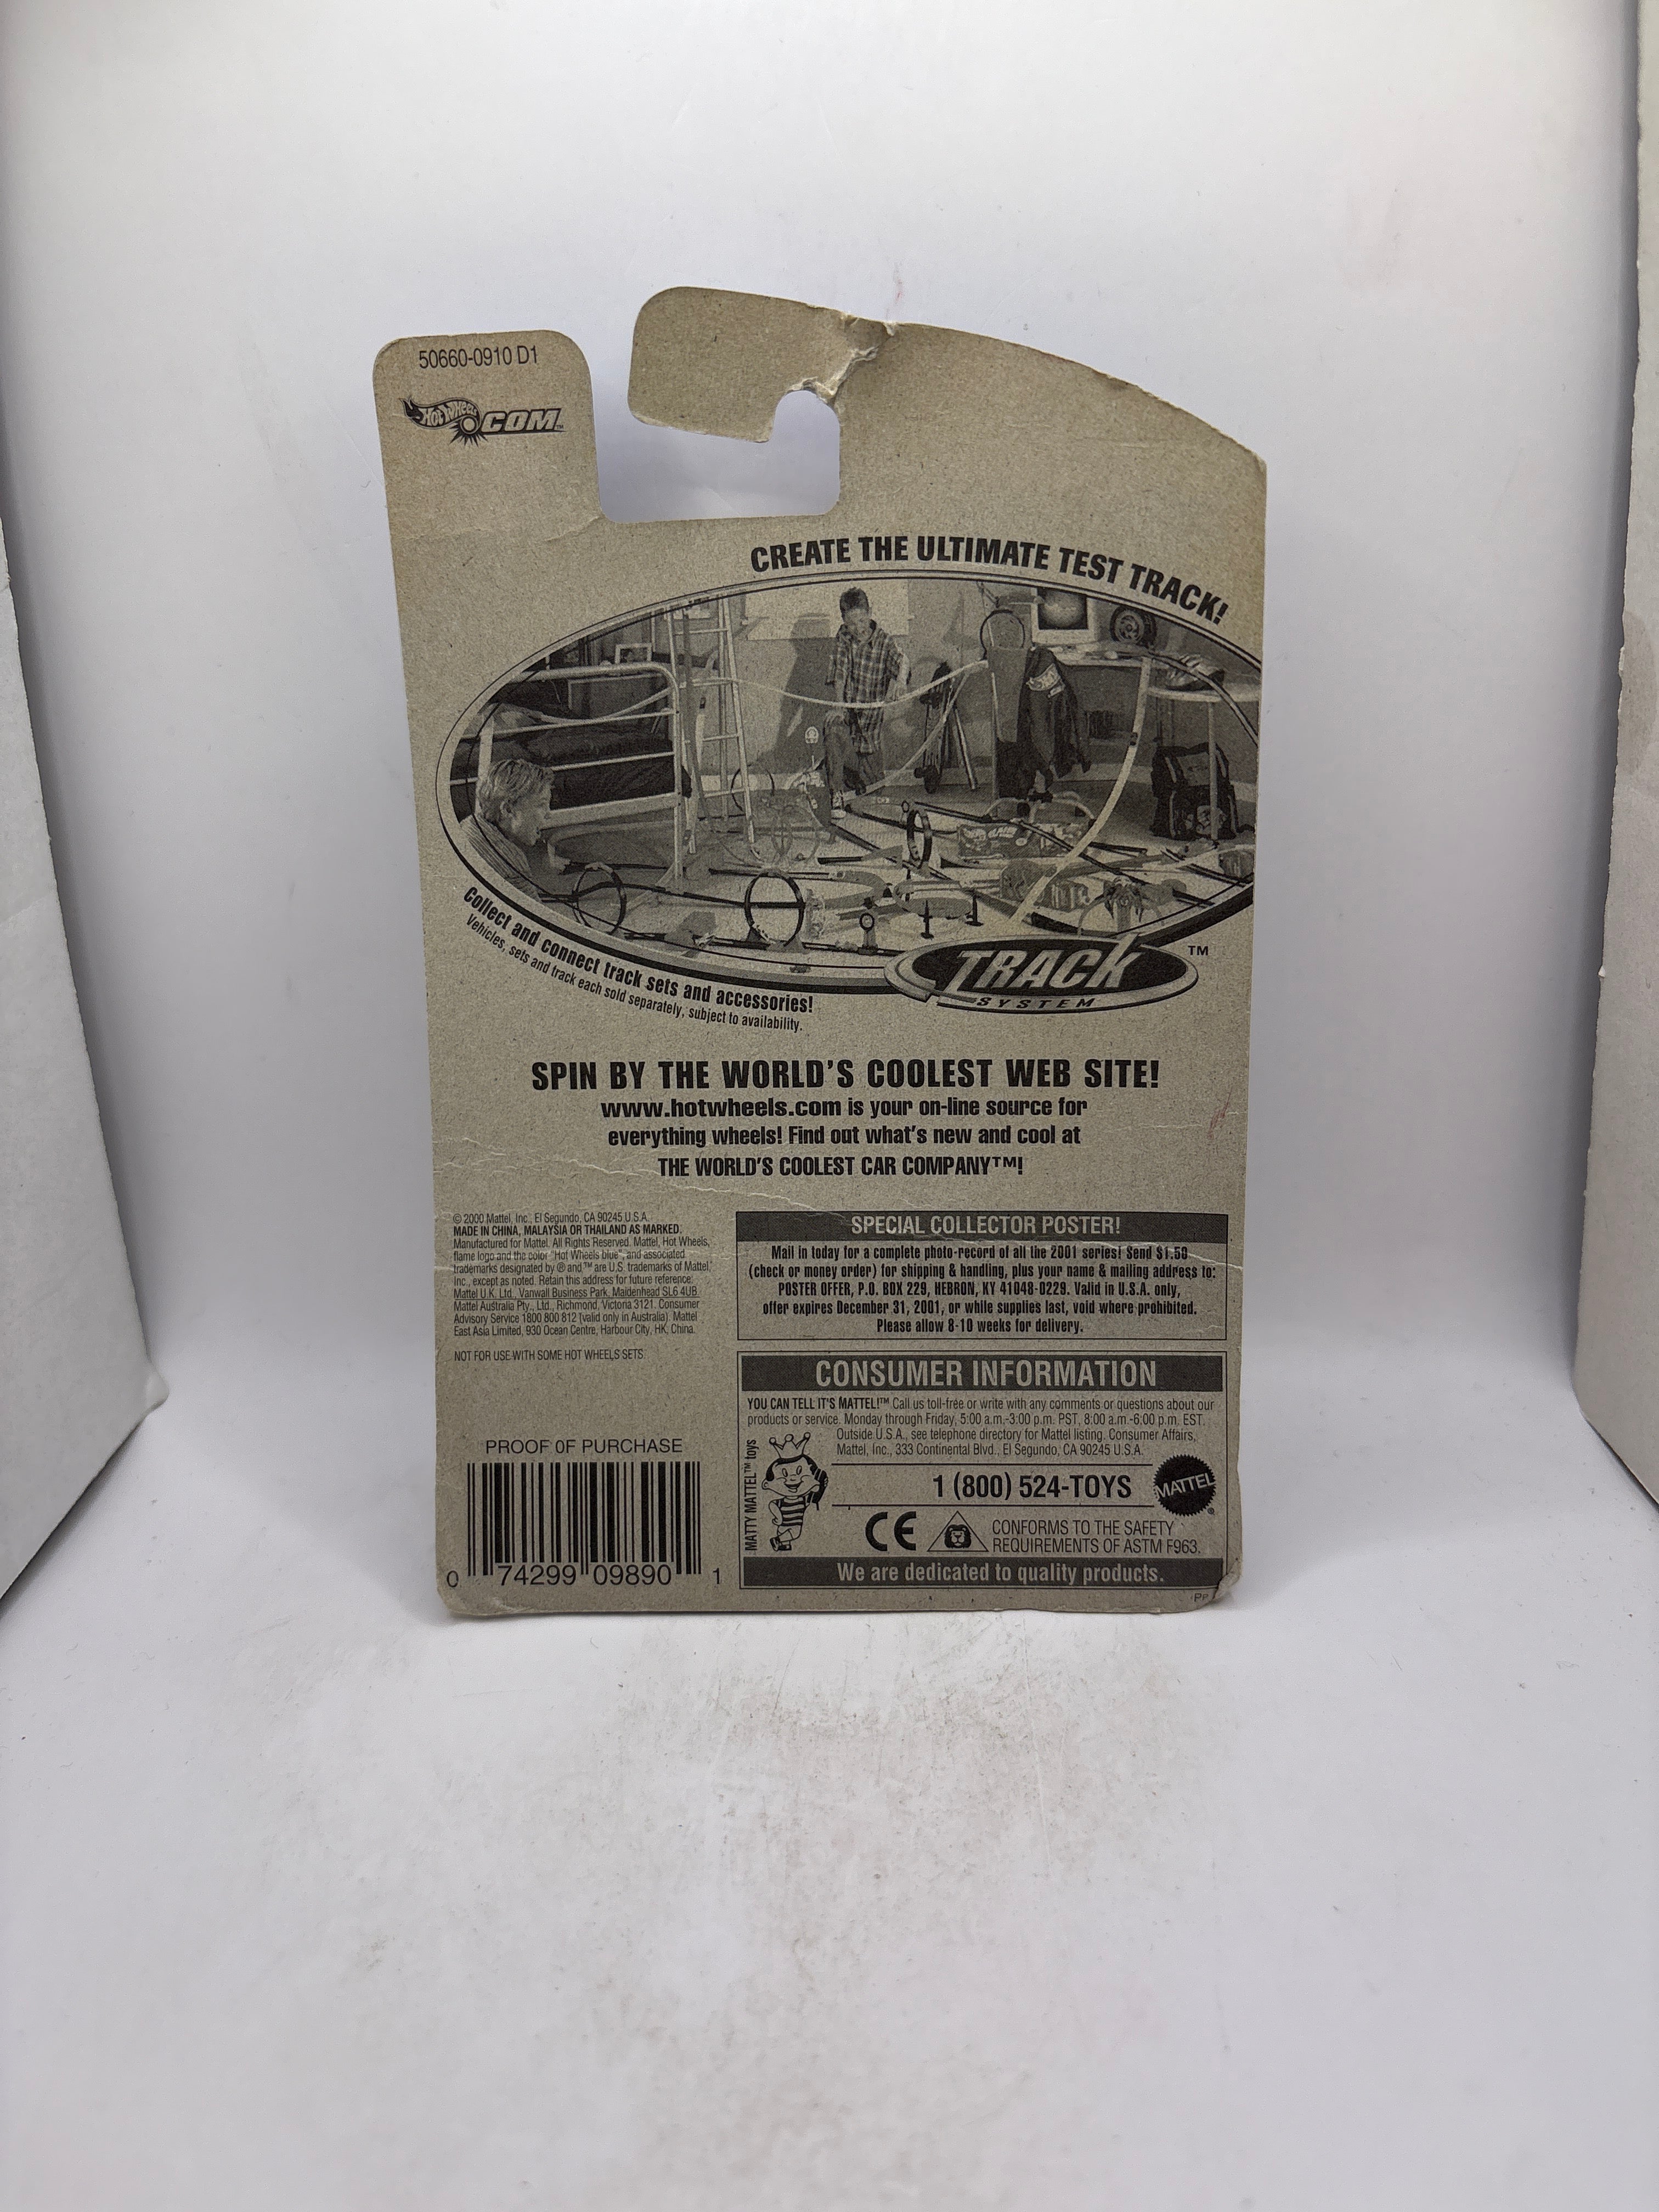 50660-0910 D1
HOT WHEELS.COM™
CREATE THE ULTIMATE TEST TRACK!
Collect and connect track sets and accessories!
Vehicles, sets and track each sold separately, subject to availability.
TRACK™
SYSTEM
SPIN BY THE WORLD'S COOLEST WEB SITE!
www.hotwheels.com is your on-line source for
everything wheels! Find out what's new and cool at
THE WORLD'S COOLEST CAR COMPANY™!
© 2000 Mattel, Inc., El Segundo, CA 90245 U.S.A.
MADE IN CHINA, MALAYSIA OR THAILAND AS MARKED.
Manufactured for Mattel. All Rights Reserved. Mattel, Hot Wheels,
flame logo and the color "Hot Wheels blue", and associated
trademarks designated by ® and ™ are U.S. trademarks of Mattel,
Inc., except as noted. Retain this address for future reference:
Mattel U.K. Ltd., Vanwall Business Park, Maidenhead SL6 4UB.
Mattel Australia Pty., Ltd., Richmond, Victoria 3121. Consumer
Advisory Service 1800 800 812 (valid only in Australia). Mattel
East Asia Limited, 930 Ocean Centre, Harbour City, HK, China.
NOT FOR USE WITH SOME HOT WHEELS SETS.
SPECIAL COLLECTOR POSTER!
Mail in today for a complete photo-record of all the 2001 series! Send $1.50
(check or money order) for shipping & handling, plus your name & mailing address to:
POSTER OFFER, P.O. BOX 229, HEBRON, KY 41048-0229. Valid in U.S.A. only,
offer expires December 31, 2001, or while supplies last, void where prohibited.
Please allow 8-10 weeks for delivery.
CONSUMER INFORMATION
YOU CAN TELL IT'S MATTEL!™ Call us toll-free or write with any comments or questions about our
products or service. Monday through Friday, 5:00 a.m.-3:00 p.m. PST, 8:00 a.m.-6:00 p.m. EST.
Outside U.S.A., see telephone directory for Mattel listing. Consumer Affairs,
Mattel, Inc., 333 Continental Blvd., El Segundo, CA 90245 U.S.A.
MATTY MATTEL™ toys
1 (800) 524-TOYS
MATTEL®
CE
CONFORMS TO THE SAFETY
REQUIREMENTS OF ASTM F963.
We are dedicated to quality products.
PROOF OF PURCHASE
0 74299 09890 1